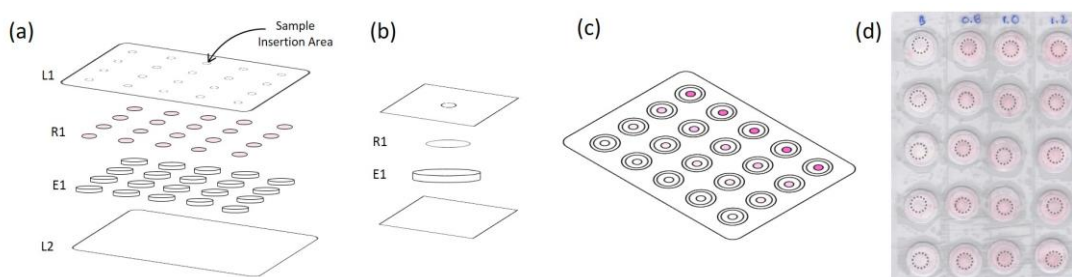 (a)
Sample
Insertion Area
L1
R1
E1
L2
(b)
R1
E1
(c)
(d)
B 0.6 1.0 1.2